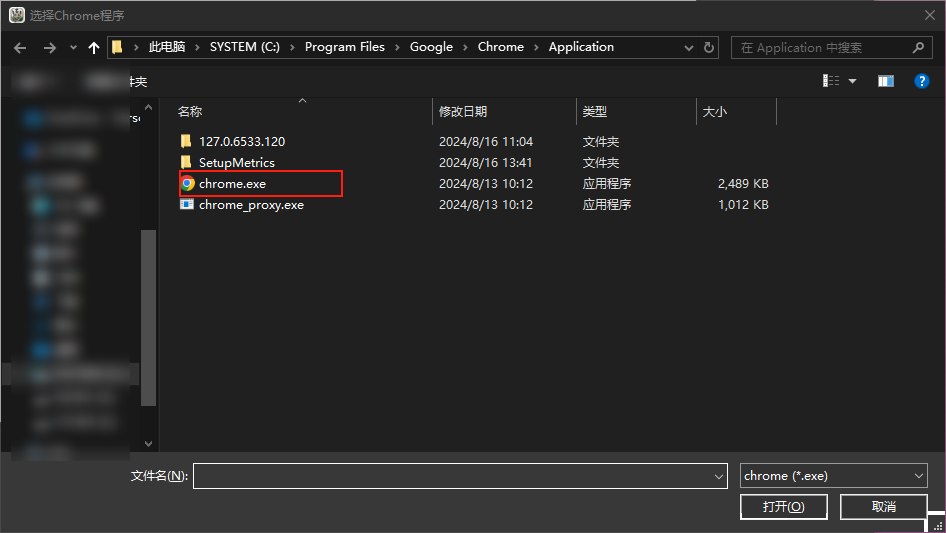 选择Chrome程序
此电脑 SYSTEM (C:) Program Files Google Chrome Application
在 Application 中搜索
件夹
名称 修改日期 类型 大小
127.0.6533.120 2024/8/16 11:04 文件夹
SetupMetrics 2024/8/16 13:41 文件夹
chrome.exe 2024/8/13 10:12 应用程序 2,489 KB
chrome_proxy.exe 2024/8/13 10:12 应用程序 1,012 KB
文件名(N):
chrome (*.exe)
打开(O) 取消